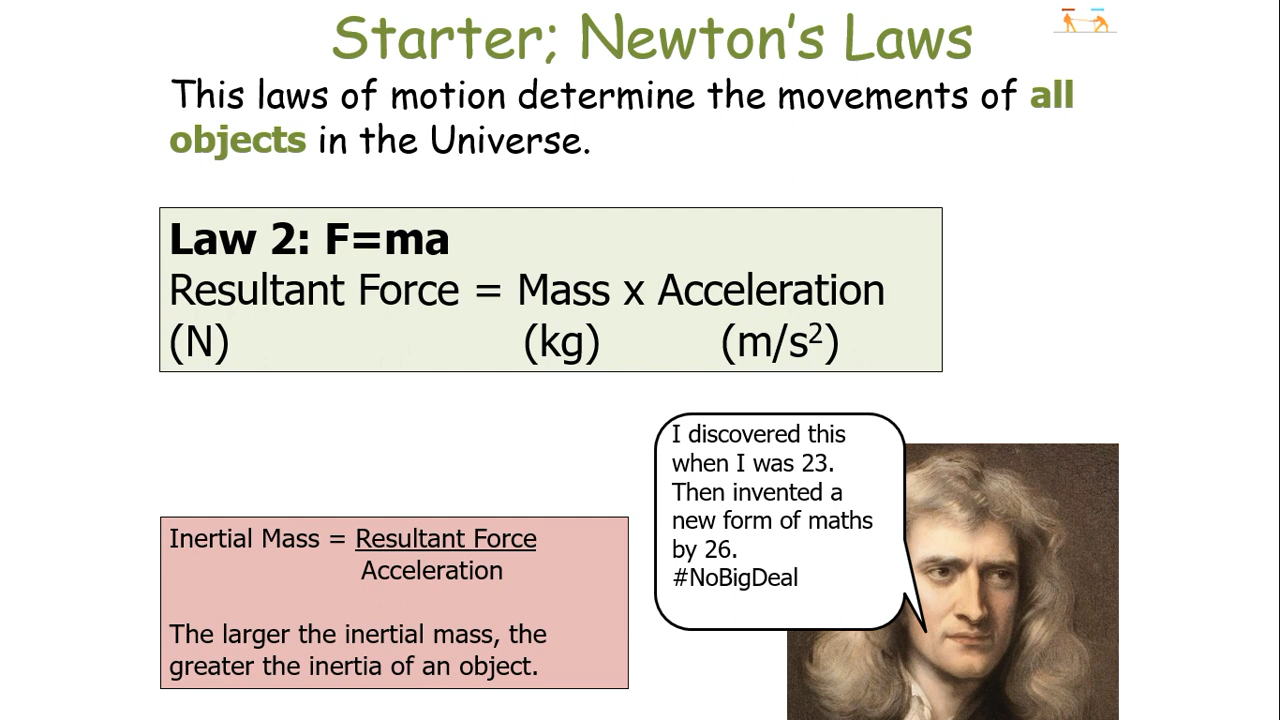 Starter; Newton's Laws
This laws of motion determine the movements of all
objects in the Universe.
Law 2: F=ma
Resultant Force = Mass x Acceleration
(N) (kg) (m/s²)
I discovered this
when I was 23.
Then invented a
new form of maths
by 26.
#NoBigDeal
Inertial Mass = Resultant Force
Acceleration
The larger the inertial mass, the
greater the inertia of an object.